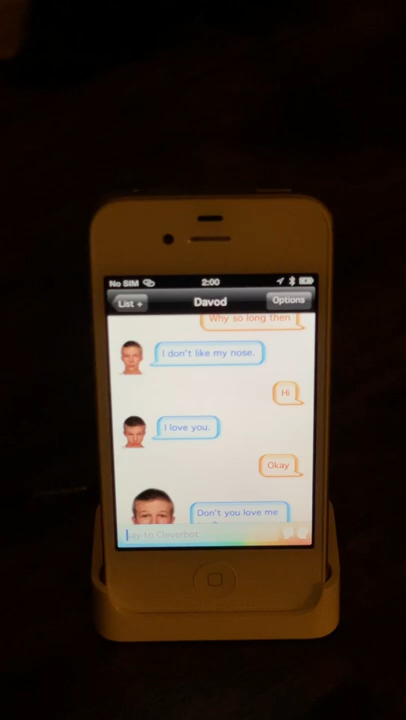 No SIM 2:00
List + Davod Options
Why so long then
I don't like my nose.
Hi
I love you.
Okay
Don't you love me
say to Cleverbot